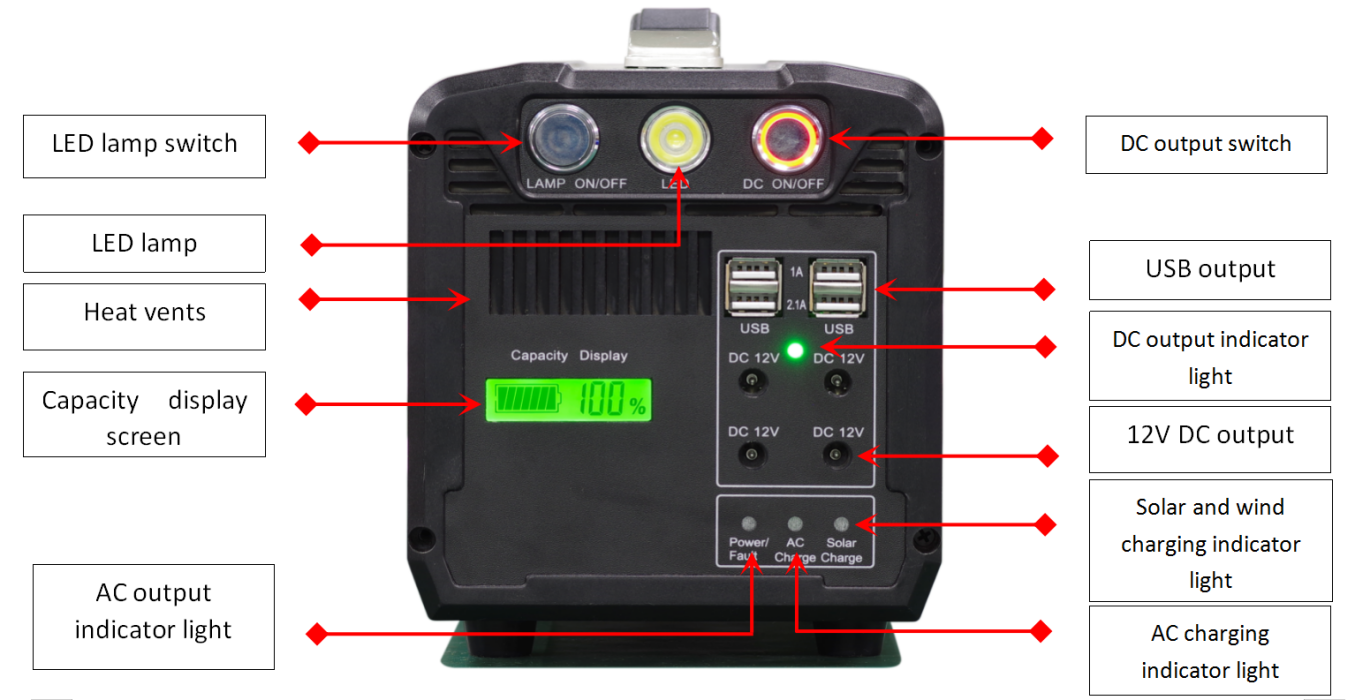 LED lamp switch
DC output switch
LAMP ON/OFF
LED
DC ON/OFF
LED lamp
USB output
1A
2.1A
Heat vents
USB
USB
DC output indicator
light
Capacity Display
DC 12V
DC 12V
Capacity display
screen
100 %
12V DC output
DC 12V
DC 12V
Solar and wind
charging indicator
light
Power/
Fault
AC
Charge
Solar
Charge
AC output
indicator light
AC charging
indicator light